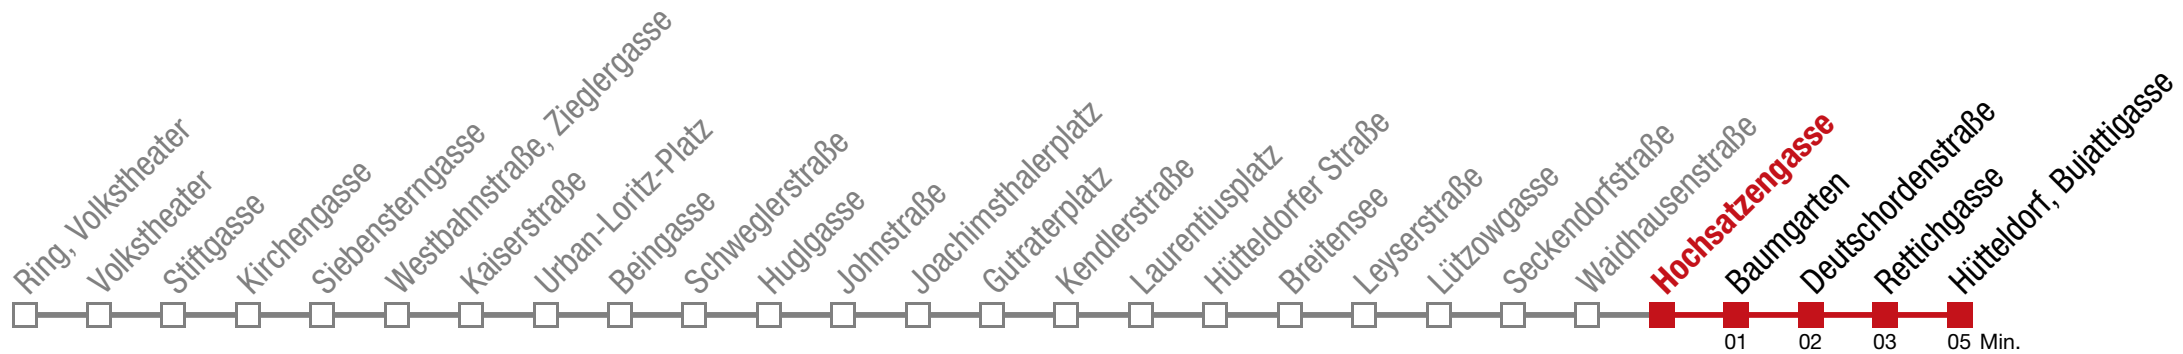 Ring, Volkstheater
Volkstheater
Stiftgasse
Kirchengasse
Siebensterngasse
Westbahnstraße, Zieglergasse
Kaiserstraße
Urban-Loritz-Platz
Beingasse
Schweglerstraße
Huglgasse
Johnstraße
Joachimsthalerplatz
Gutraterplatz
Kendlerstraße
Laurentiusplatz
Hütteldorfer Straße
Breitensee
Leyserstraße
Lützowgasse
Seckendorfstraße
Waidhausenstraße
Hochsatzengasse
Baumgarten
Deutschordenstraße
Rettichgasse
Hütteldorf, Bujattigasse
01 02 03 05 Min.